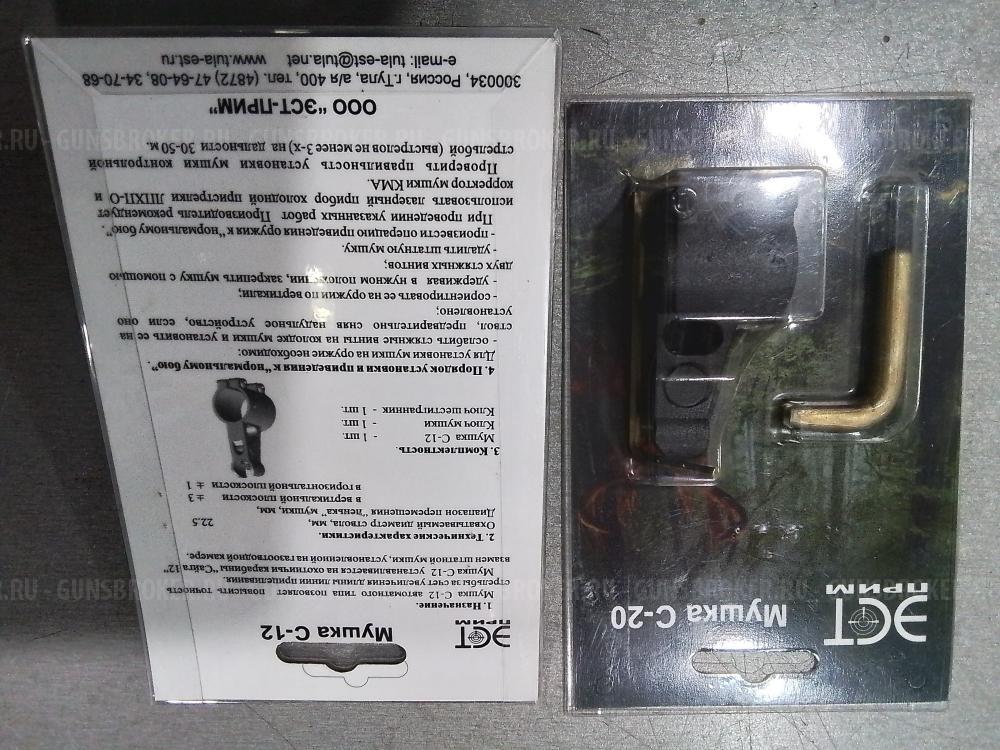 ЭСТ
ПРИМ
Мушка С-12
1. Назначение.
Мушка С-12 автоматного типа позволяет повысить точность
стрельбы за счет увеличения длины линии прицеливания.
Мушка С-12 устанавливается на охотничьи карабины "Сайга 12"
взамен штатной мушки, установленной на газоотводной камере.
2. Технические характеристики.
Охватываемый диаметр ствола, мм, 22.5
Диапазон перемещения "пенька" мушки, мм,
в вертикальной плоскости ± 3
в горизонтальной плоскости ± 1
3. Комплектность.
Мушка С-12 - 1 шт.
Ключ мушки - 1 шт.
Ключ шестигранник - 1 шт.
4. Порядок установки и приведения к "нормальному бою".
Для установки мушки на оружие необходимо:
- ослабить стяжные винты на колодке мушки и установить ее на
ствол, предварительно сняв надульное устройство, если оно
установлено;
- сориентировать ее на оружии по вертикали;
- удерживая в нужном положении, закрепить мушку с помощью
двух стяжных винтов;
- удалить штатную мушку.
- произвести операцию приведения оружия к "нормальному бою".
При проведении указанных работ Производитель рекомендует
использовать лазерный прибор холодной пристрелки ЛПХП-О и
корректор мушки КМА.
Проверить правильность установки мушки контрольной
стрельбой (выстрелов не менее 3-х) на дальности 30-50 м.
ООО "ЭСТ-ПРИМ"
300034, Россия, г. Тула, а/я 400, тел. (4872) 47-64-08, 34-70-68
e-mail: tula-est@tula.net www.tula-est.ru
ЭСТ
ПРИМ
Мушка С-20
R.RU - GUNSBROKER.RU - GUNSBROKER.RU - GUNSBROKER.RU - GUNSBROKER